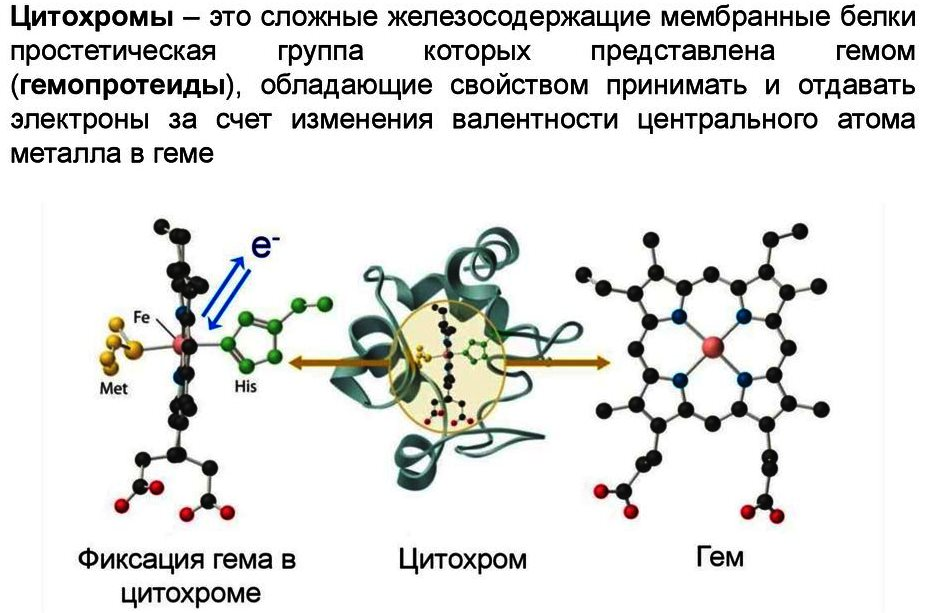 Цитохромы – это сложные железосодержащие мембранные белки
простетическая группа которых представлена гемом
(гемопротеиды), обладающие свойством принимать и отдавать
электроны за счет изменения валентности центрального атома
металла в геме
e-
Fe
Met
His
Фиксация гема в
цитохроме
Цитохром
Гем